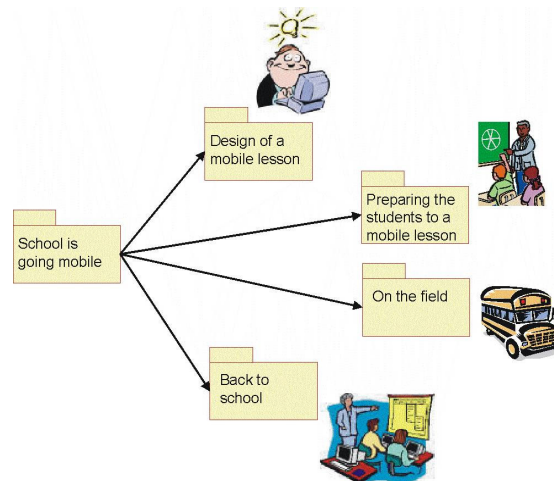 Design of a
mobile lesson
Preparing the
students to a
mobile lesson
School is
going mobile
On the field
Back to
school